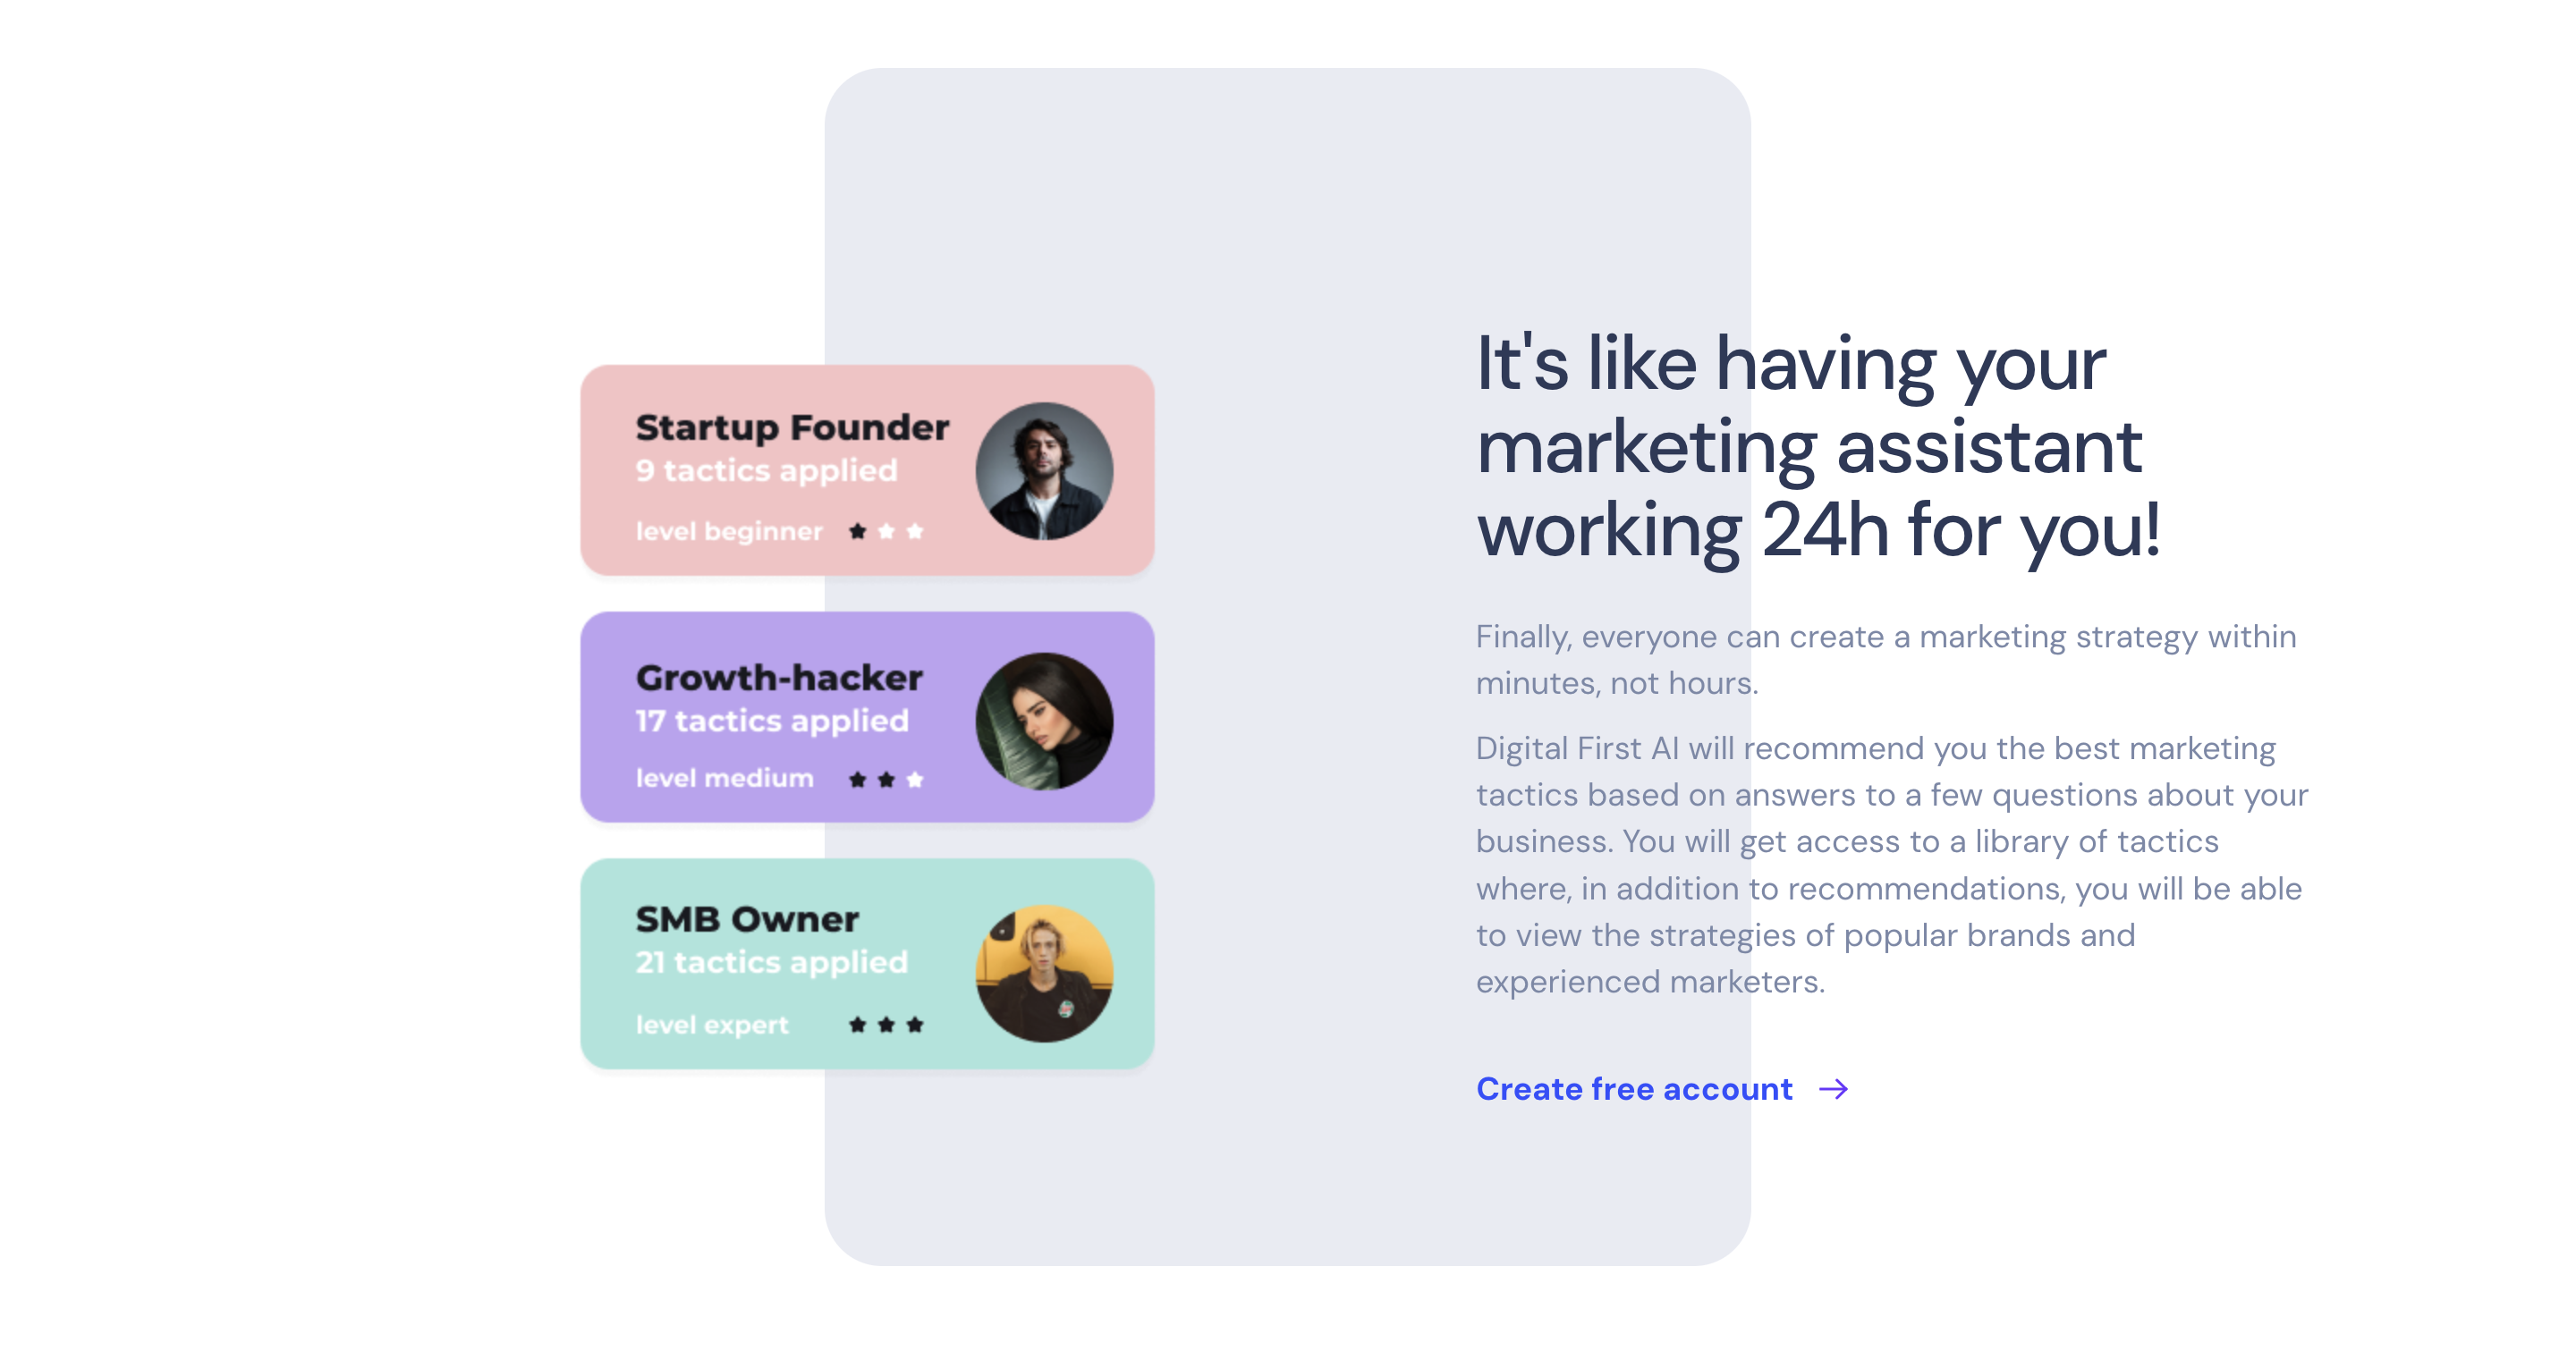 Startup Founder
9 tactics applied
level beginner
Growth-hacker
17 tactics applied
level medium
SMB Owner
21 tactics applied
level expert
It's like having your
marketing assistant
working 24h for you!
Finally, everyone can create a marketing strategy within
minutes, not hours.
Digital First AI will recommend you the best marketing
tactics based on answers to a few questions about your
business. You will get access to a library of tactics
where, in addition to recommendations, you will be able
to view the strategies of popular brands and
experienced marketers.
Create free account